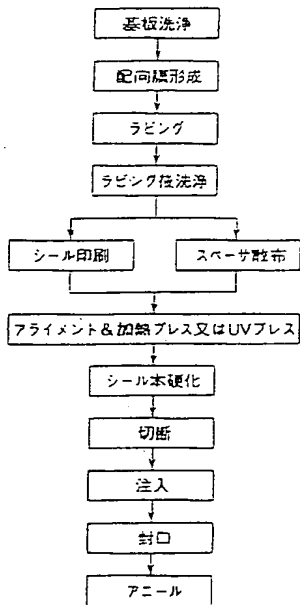 基板洗浄
配向膜形成
ラビング
ラビング後洗浄
シール印刷
スペーサ散布
アライメント&加熱プレス又はUVプレス
シール本硬化
切断
注入
封口
アニール